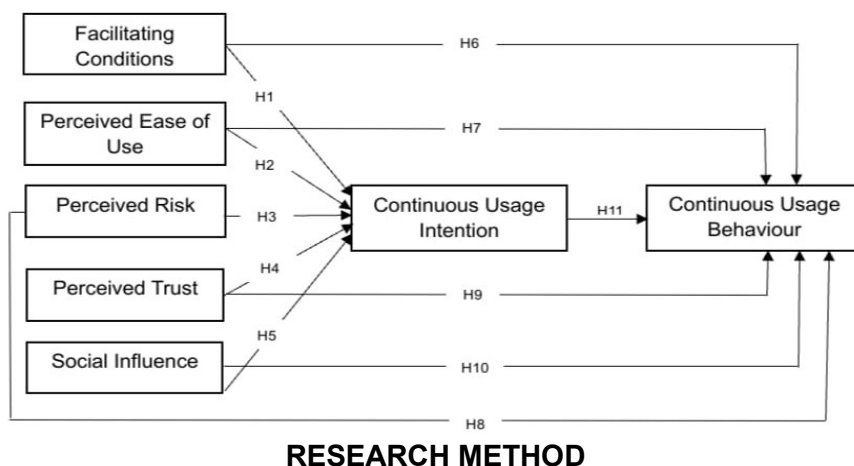 Facilitating
Conditions
H6
H1
Perceived Ease of
Use
H7
H2
Perceived Risk
H3
Continuous Usage
Intention
H11
Continuous Usage
Behaviour
H4
Perceived Trust
H9
H5
Social Influence
H10
H8
RESEARCH METHOD